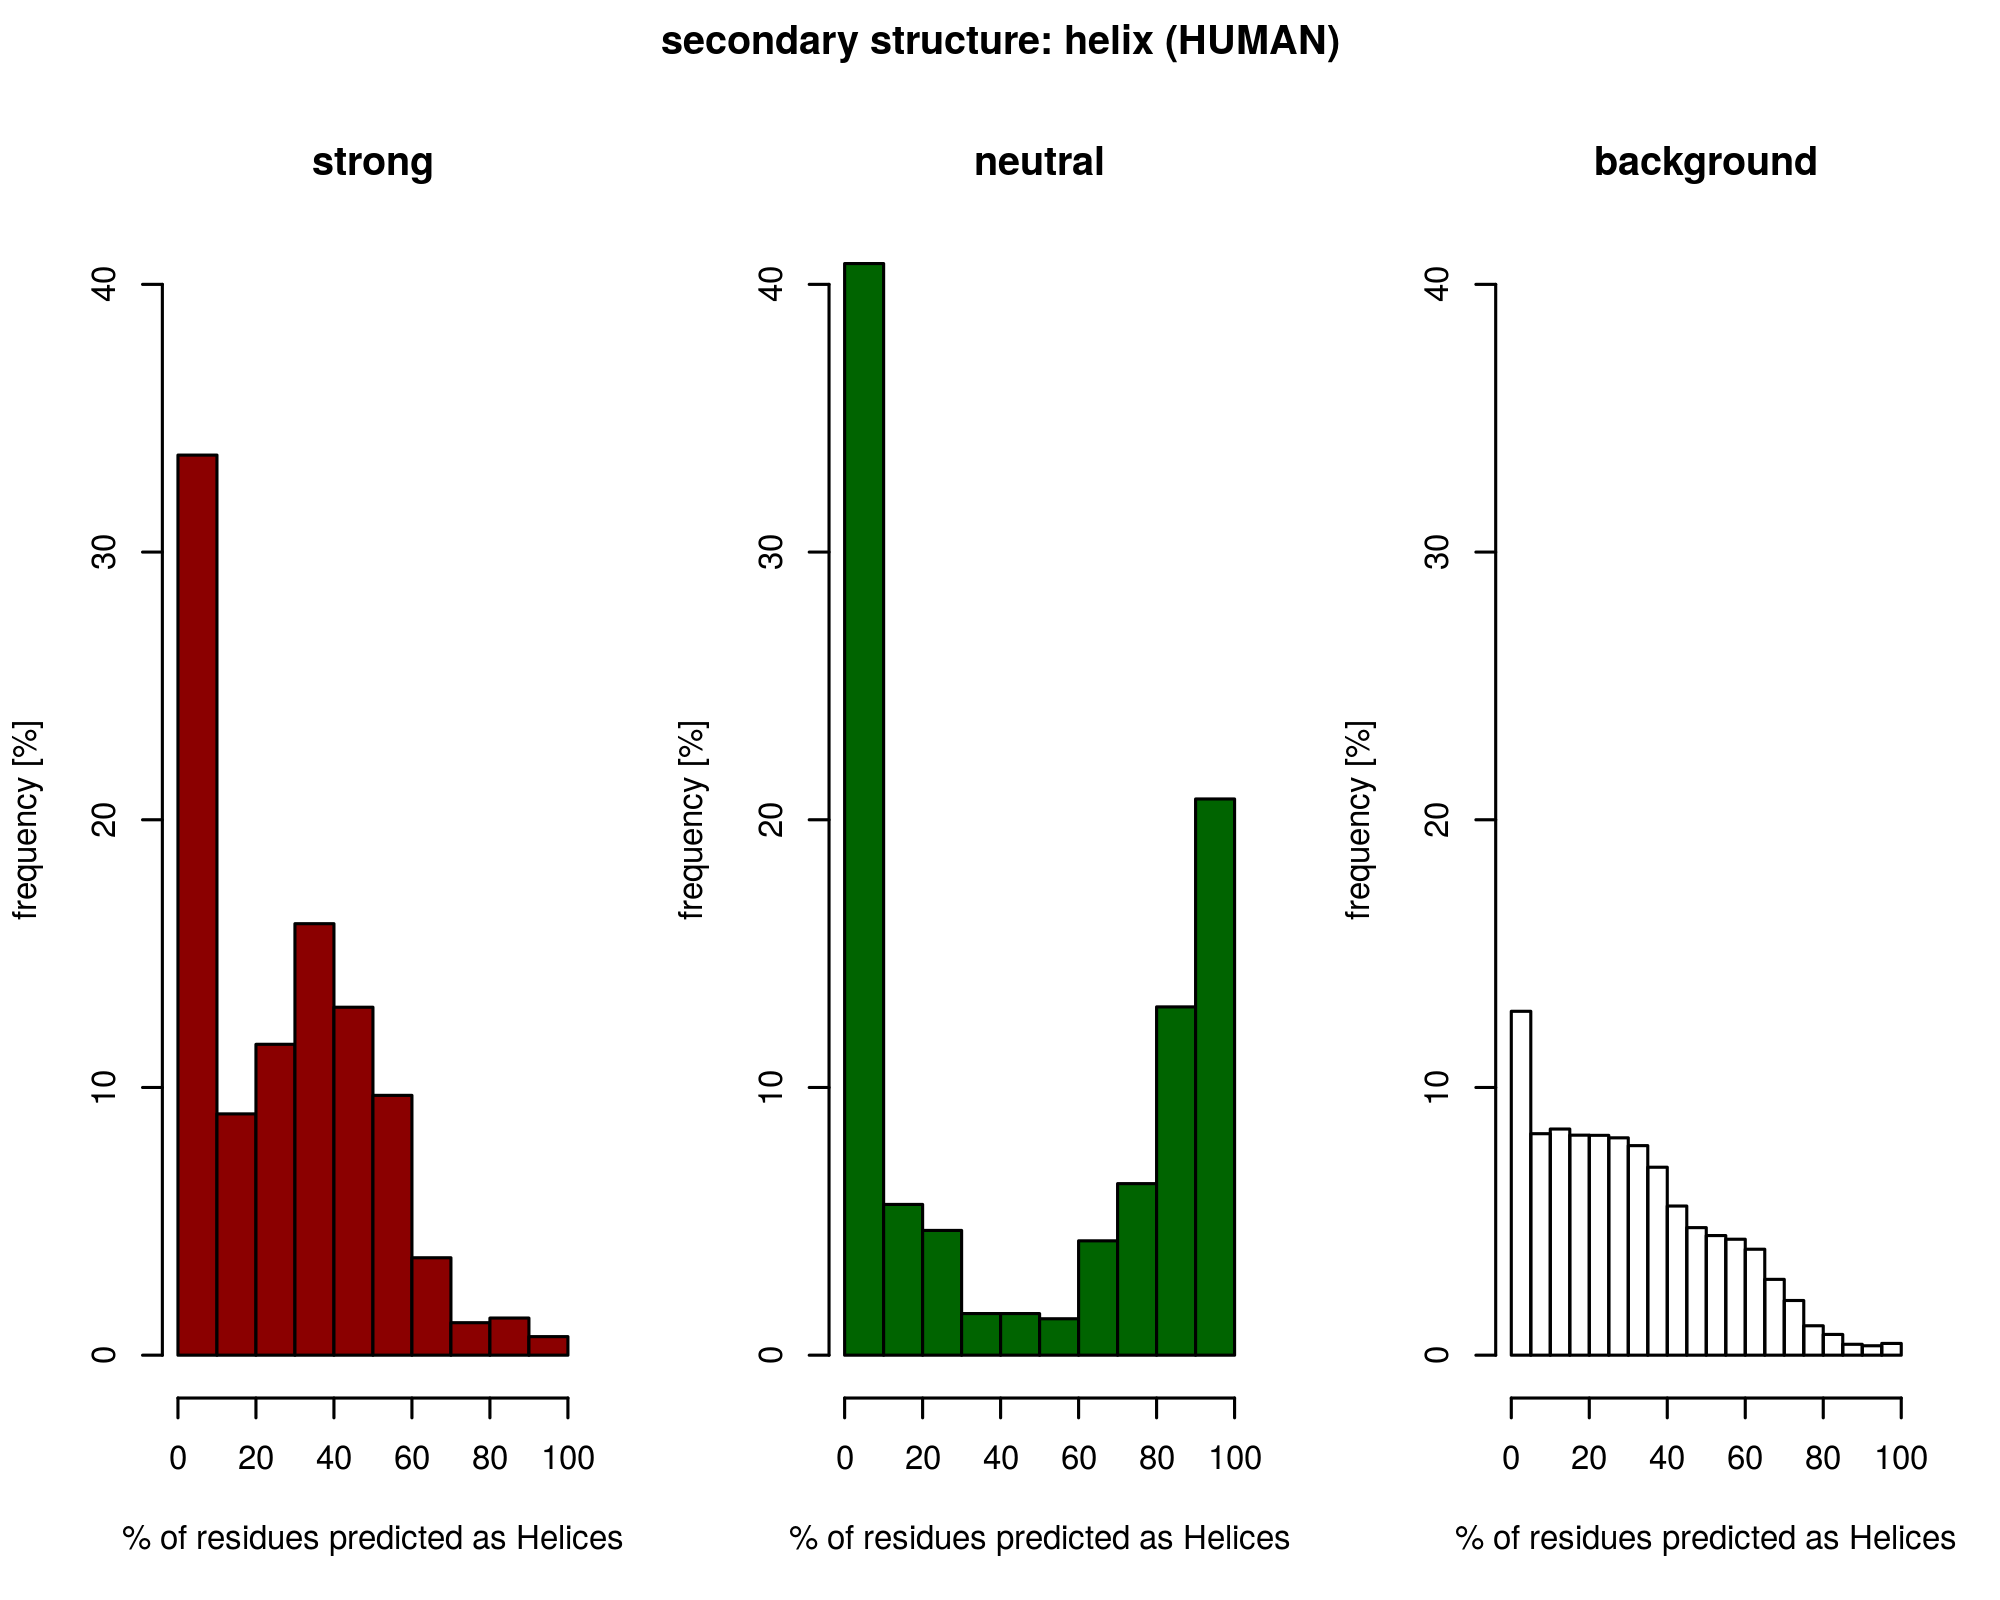 secondary structure: helix (HUMAN)
strong
neutral
background
frequency [%]
0
10
20
30
40
0 20 40 60 80 100
% of residues predicted as Helices
frequency [%]
0
10
20
30
40
0 20 40 60 80 100
% of residues predicted as Helices
frequency [%]
0
10
20
30
40
0 20 40 60 80 100
% of residues predicted as Helices